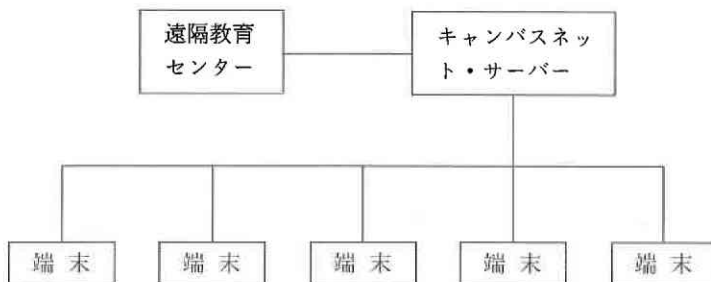 遠隔教育
センター
キャンバスネッ
ト・サーバー
端末
端末
端末
端末
端末